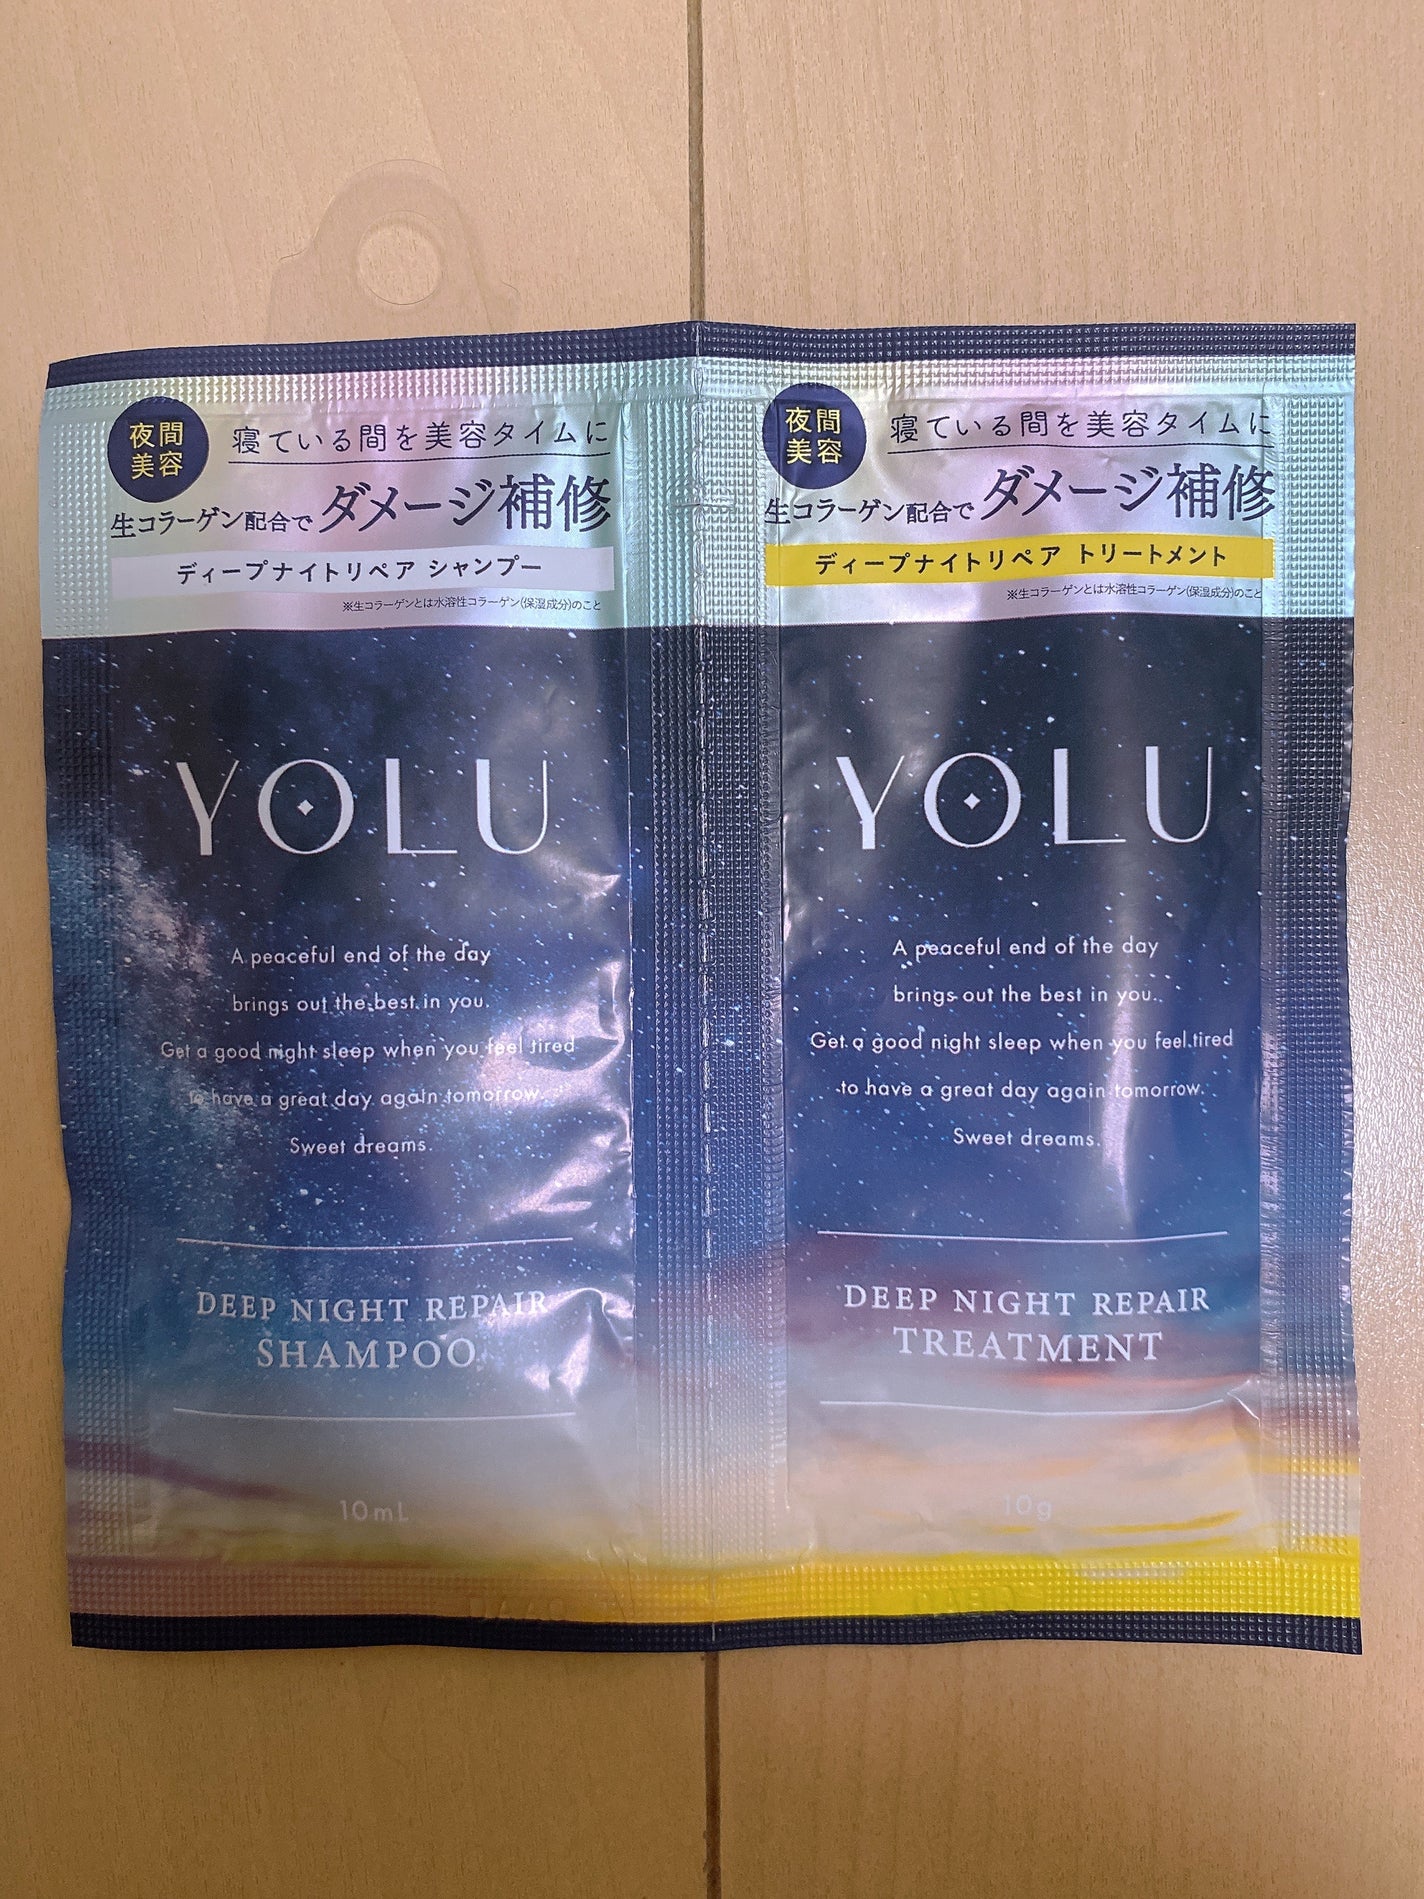 夜間
美容
寝ている間を美容タイムに
生コラーゲン配合でダメージ補修
ディープナイトリペア シャンプー
※生コラーゲンとは水溶性コラーゲン(保湿成分)のこと
YOLU
A peaceful end of the day
brings out the best in you.
Get a good night sleep when you feel tired
to have a great day again tomorrow.
Sweet dreams.
DEEP NIGHT REPAIR
SHAMPOO
10mL
夜間
美容
寝ている間を美容タイムに
生コラーゲン配合でダメージ補修
ディープナイトリペア トリートメント
※生コラーゲンとは水溶性コラーゲン(保湿成分)のこと
YOLU
A peaceful end of the day
brings out the best in you.
Get a good night sleep when you feel tired
to have a great day again tomorrow.
Sweet dreams.
DEEP NIGHT REPAIR
TREATMENT
10g